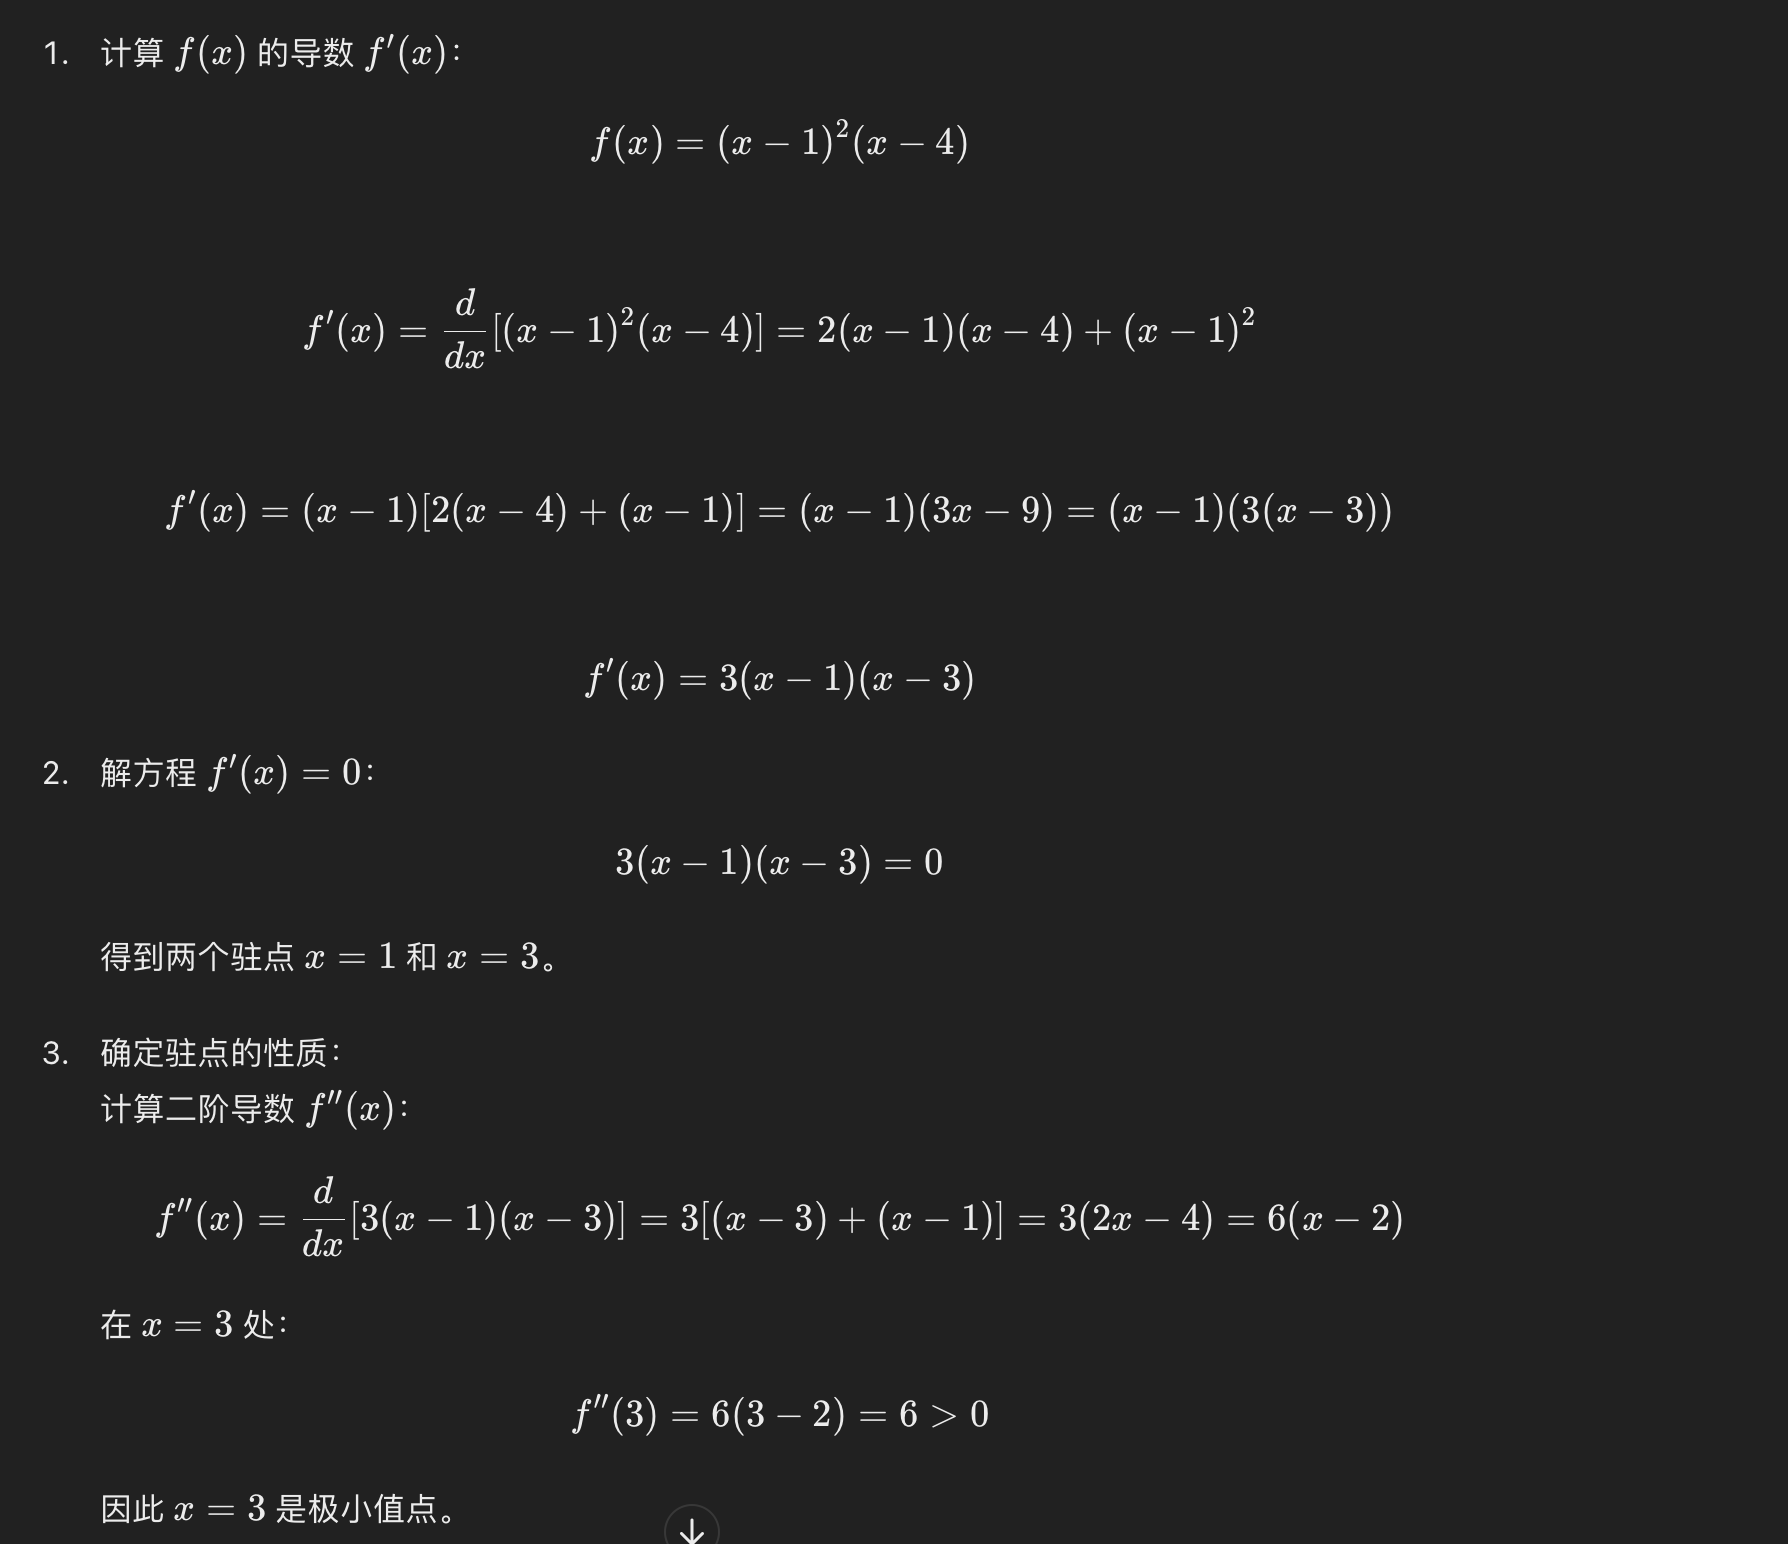 1. 计算 f(x) 的导数 f′(x)：
f(x) = (x − 1)²(x − 4)
f′(x) = d/dx [(x − 1)²(x − 4)] = 2(x − 1)(x − 4) + (x − 1)²
f′(x) = (x − 1)[2(x − 4) + (x − 1)] = (x − 1)(3x − 9) = (x − 1)(3(x − 3))
f′(x) = 3(x − 1)(x − 3)
2. 解方程 f′(x) = 0：
3(x − 1)(x − 3) = 0
得到两个驻点 x = 1 和 x = 3。
3. 确定驻点的性质：
计算二阶导数 f″(x)：
f″(x) = d/dx [3(x − 1)(x − 3)] = 3[(x − 3) + (x − 1)] = 3(2x − 4) = 6(x − 2)
在 x = 3 处：
f″(3) = 6(3 − 2) = 6 > 0
因此 x = 3 是极小值点。